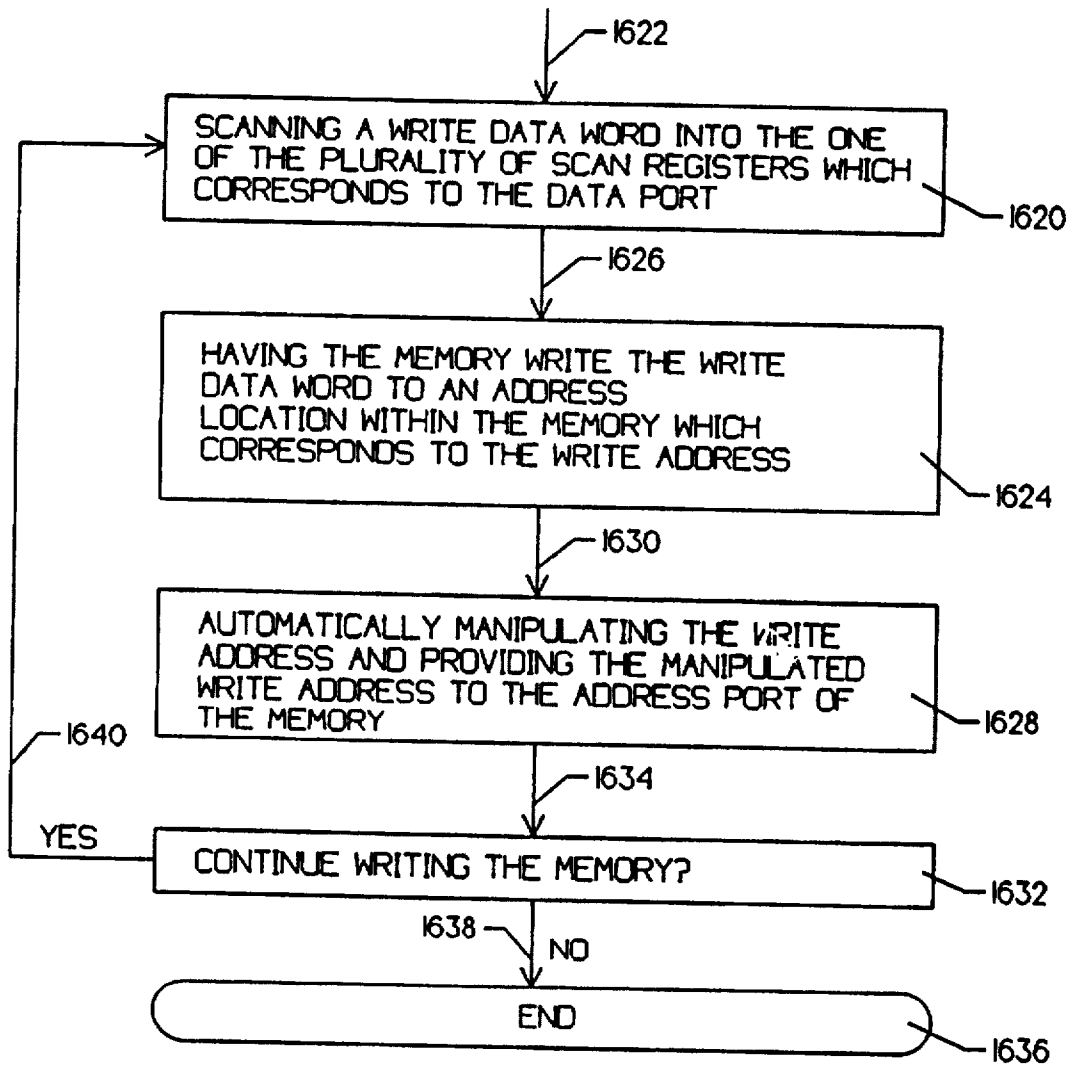 1622
SCANNING A WRITE DATA WORD INTO THE ONE
OF THE PLURALITY OF SCAN REGISTERS WHICH
CORRESPONDS TO THE DATA PORT
1620
1626
HAVING THE MEMORY WRITE THE WRITE
DATA WORD TO AN ADDRESS
LOCATION WITHIN THE MEMORY WHICH
CORRESPONDS TO THE WRITE ADDRESS
1624
1630
AUTOMATICALLY MANIPULATING THE WRITE
ADDRESS AND PROVIDING THE MANIPULATED
WRITE ADDRESS TO THE ADDRESS PORT OF
THE MEMORY
1628
1640
1634
YES
CONTINUE WRITING THE MEMORY?
1632
1638
NO
END
1636